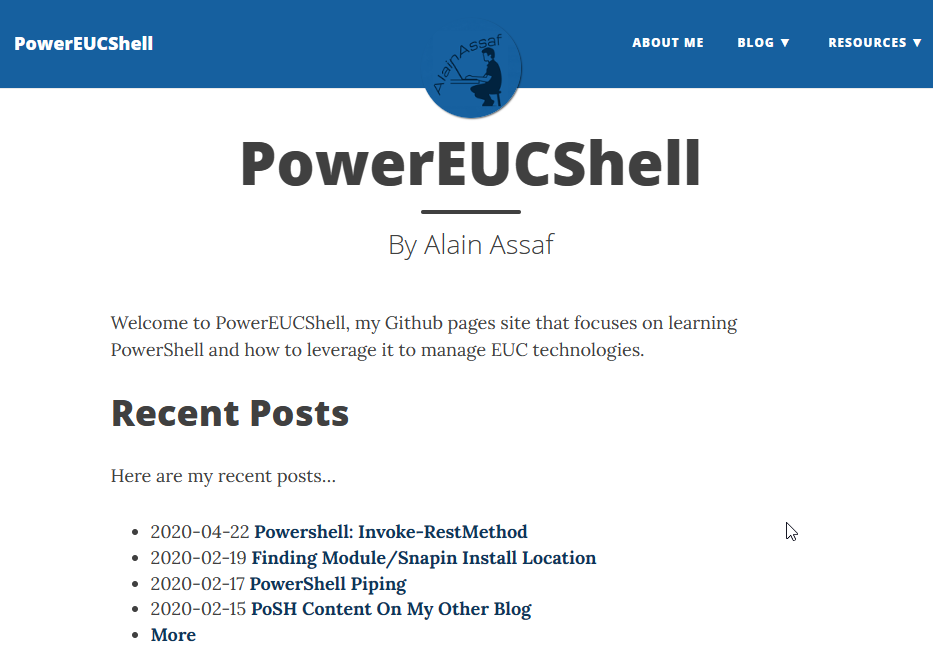 PowerEUCShell
AlainAssaf
ABOUT ME
BLOG ▼
RESOURCES ▼
PowerEUCShell
By Alain Assaf
Welcome to PowerEUCShell, my Github pages site that focuses on learning
PowerShell and how to leverage it to manage EUC technologies.
Recent Posts
Here are my recent posts...
• 2020-04-22 Powershell: Invoke-RestMethod
• 2020-02-19 Finding Module/Snapin Install Location
• 2020-02-17 PowerShell Piping
• 2020-02-15 PoSH Content On My Other Blog
• More